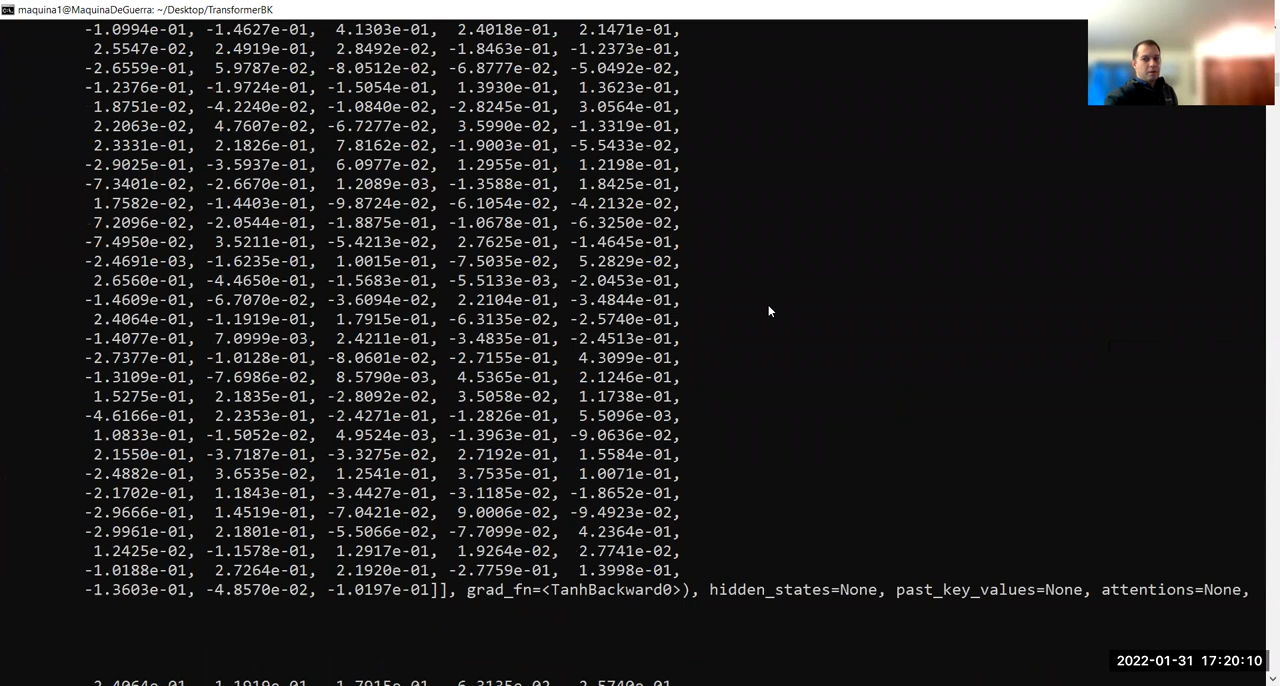 maquina1@MaquinaDeGuerra: ~/Desktop/TransformerBK
-1.0994e-01, -1.4627e-01, 4.1303e-01, 2.4018e-01, 2.1471e-01,
2.5547e-02, 2.4919e-01, 2.8492e-02, -1.8463e-01, -1.2373e-01,
-2.6559e-01, 5.9787e-02, -8.0512e-02, -6.8777e-02, -5.0492e-02,
-1.2376e-01, -1.9724e-01, -1.5054e-01, 1.3930e-01, 1.3623e-01,
1.8751e-01, -4.2240e-02, -1.0840e-02, -2.8245e-01, 3.0564e-01,
2.2063e-02, 4.7607e-02, -6.7277e-02, 3.5990e-02, -1.3319e-01,
2.3331e-01, 2.1826e-01, 7.8162e-02, -1.9003e-01, -5.5433e-02,
-2.9025e-01, -3.5937e-01, 6.0977e-02, 1.2955e-01, 1.2198e-01,
-7.3401e-02, -2.6670e-01, 1.2089e-03, -1.3588e-01, 1.8425e-01,
1.7582e-01, -1.4403e-01, -9.8724e-02, -6.1054e-02, -4.2132e-02,
7.2096e-02, -2.0544e-01, -1.8875e-01, -1.0678e-01, -6.3250e-02,
-7.4950e-02, 3.5211e-01, -5.4213e-02, 2.7625e-01, -1.4645e-01,
-2.4691e-03, -1.6235e-01, 1.0015e-01, -7.5035e-02, 5.2829e-02,
2.6560e-01, -4.4650e-01, -1.5683e-01, -5.5133e-03, -2.0453e-01,
-1.4609e-01, -6.7070e-02, -3.6094e-02, 2.2104e-01, -3.4844e-01,
2.4064e-01, -1.1919e-01, 1.7915e-01, -6.3135e-02, -2.5740e-01,
-1.4077e-01, 7.0999e-03, 2.4211e-01, -3.4835e-01, -2.4513e-01,
-2.7377e-01, -1.0128e-01, -8.0601e-02, -2.7155e-01, 4.3099e-01,
-1.3109e-01, -7.6986e-02, 8.5790e-03, 4.5365e-01, 2.1246e-01,
1.5275e-01, 2.1835e-01, -2.8092e-02, 3.5058e-02, 1.1738e-01,
-4.6166e-01, 2.2353e-01, -2.4271e-01, -1.2826e-01, 5.5096e-03,
1.0833e-01, -1.5052e-02, 4.9524e-03, -1.3963e-01, -9.0636e-02,
2.1550e-01, -3.7187e-01, -3.3275e-02, 2.7192e-01, 1.5584e-01,
-2.4882e-01, 3.6535e-02, 1.2541e-01, 3.7535e-01, 1.0071e-01,
-2.1702e-01, 1.1843e-01, -3.4427e-01, -3.1185e-02, -1.8652e-01,
-2.9666e-01, 1.4519e-01, -7.0421e-02, 9.0006e-02, -9.4923e-02,
-2.9961e-01, 2.1801e-01, -5.5066e-02, -7.7099e-02, 4.2364e-01,
1.2425e-02, -1.1578e-01, 1.2917e-01, 1.9264e-02, 2.7741e-02,
-1.0188e-01, 2.7264e-01, 2.1920e-01, -2.7759e-01, 1.3998e-01,
-1.3603e-01, -4.8570e-02, -1.0197e-01]], grad_fn=<TanhBackward0>), hidden_states=None, past_key_values=None, attentions=None,
2022-01-31 17:20:10